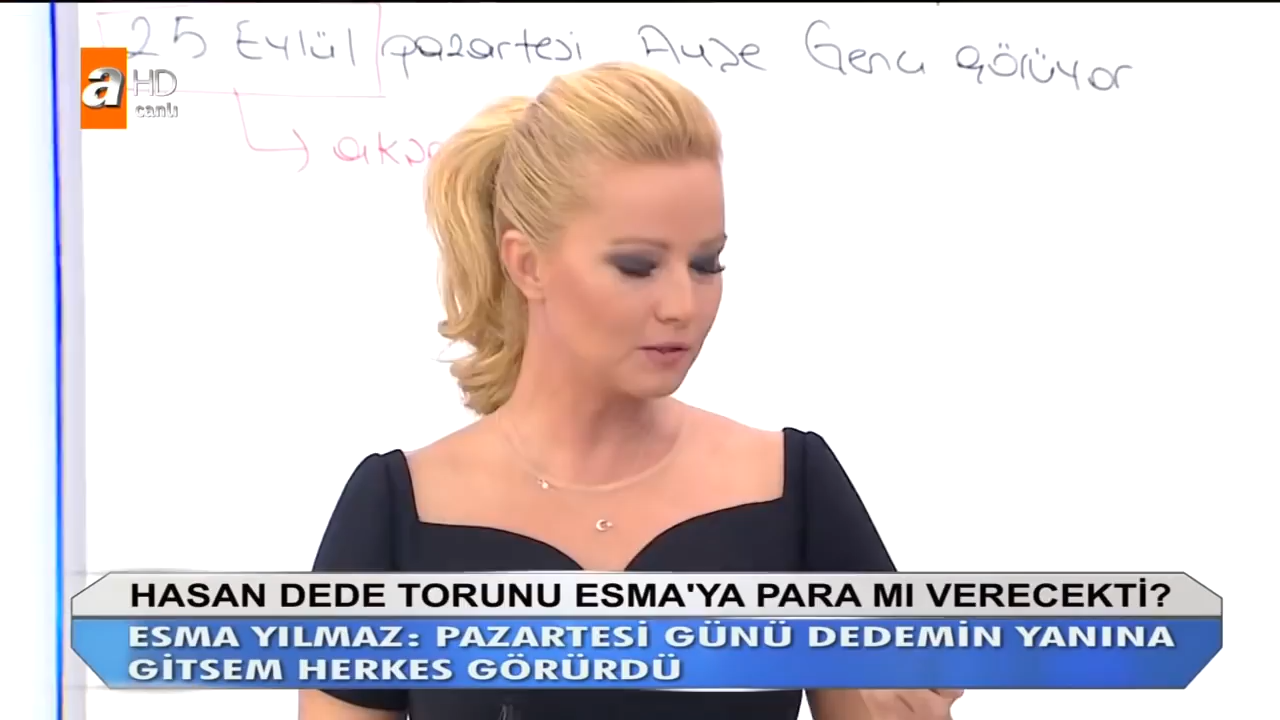 25 Eylül pazartesi Ayşe Genci görüyor
a HD
canlı
HASAN DEDE TORUNU ESMA'YA PARA MI VERECEKTİ?
ESMA YILMAZ: PAZARTESİ GÜNÜ DEDEMİN YANINA
GİTSEM HERKES GÖRÜRDÜ